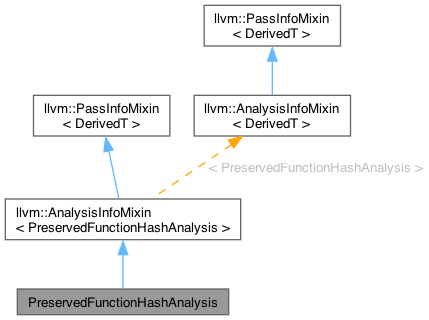 llvm::PassInfoMixin
< DerivedT >
llvm::PassInfoMixin
< DerivedT >
llvm::AnalysisInfoMixin
< DerivedT >
< PreservedFunctionHashAnalysis >
llvm::AnalysisInfoMixin
< PreservedFunctionHashAnalysis >
PreservedFunctionHashAnalysis